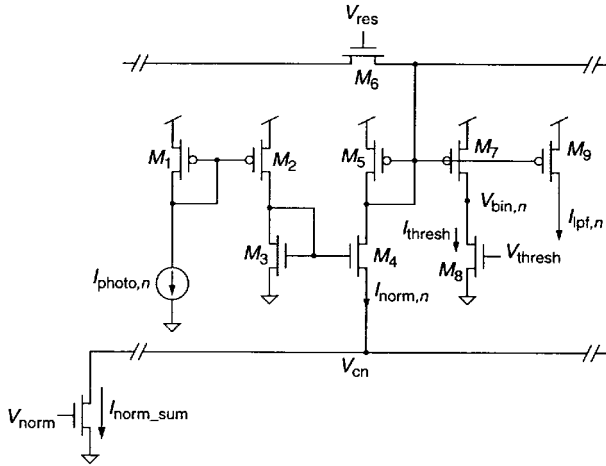 V_res
M_6
M_1
M_2
M_5
M_7
M_9
V_bin,n
I_thresh
I_lpf,n
M_3
M_4
M_8
V_thresh
I_photo,n
I_norm,n
V_cn
V_norm
I_norm_sum